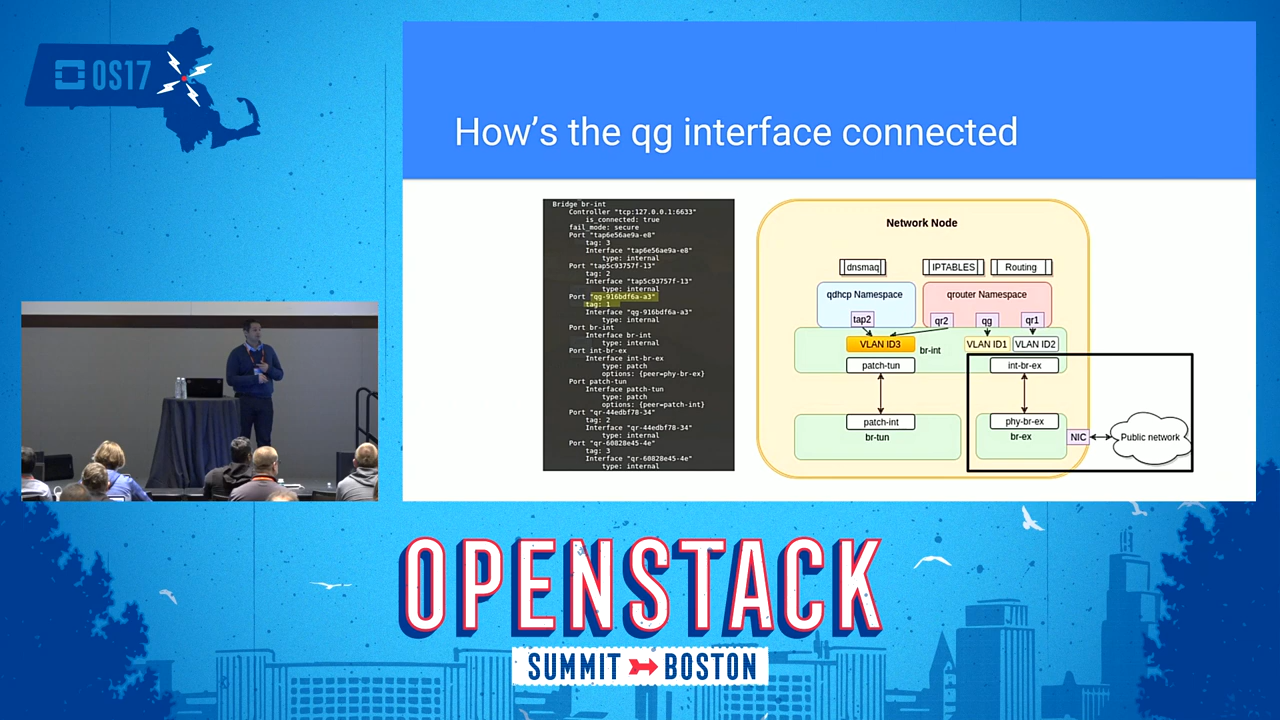 OS17
How's the qg interface connected
Bridge br-int
Controller "tcp:127.0.0.1:6633"
is_connected: true
fail_mode: secure
Port "tap6e56ae9a-e8"
tag: 3
Interface "tap6e56ae9a-e8"
type: internal
Port "tap5c93757f-13"
tag: 2
Interface "tap5c93757f-13"
type: internal
Port "qg-916bdf6a-a3"
tag: 1
Interface "qg-916bdf6a-a3"
type: internal
Port br-int
Interface br-int
type: internal
Port int-br-ex
Interface int-br-ex
type: patch
options: {peer=phy-br-ex}
Port patch-tun
Interface patch-tun
type: patch
options: {peer=patch-int}
Port "qr-44edbf78-34"
tag: 2
Interface "qr-44edbf78-34"
type: internal
Port "qr-60828e45-4e"
tag: 3
Interface "qr-60828e45-4e"
type: internal
Network Node
dnsmaq
IPTABLES
Routing
qdhcp Namespace
qrouter Namespace
tap2
qr2
qg
qr1
VLAN ID3
br-int
VLAN ID1
VLAN ID2
patch-tun
int-br-ex
patch-int
br-tun
phy-br-ex
br-ex
NIC
Public network
OPENSTACK
SUMMIT BOSTON